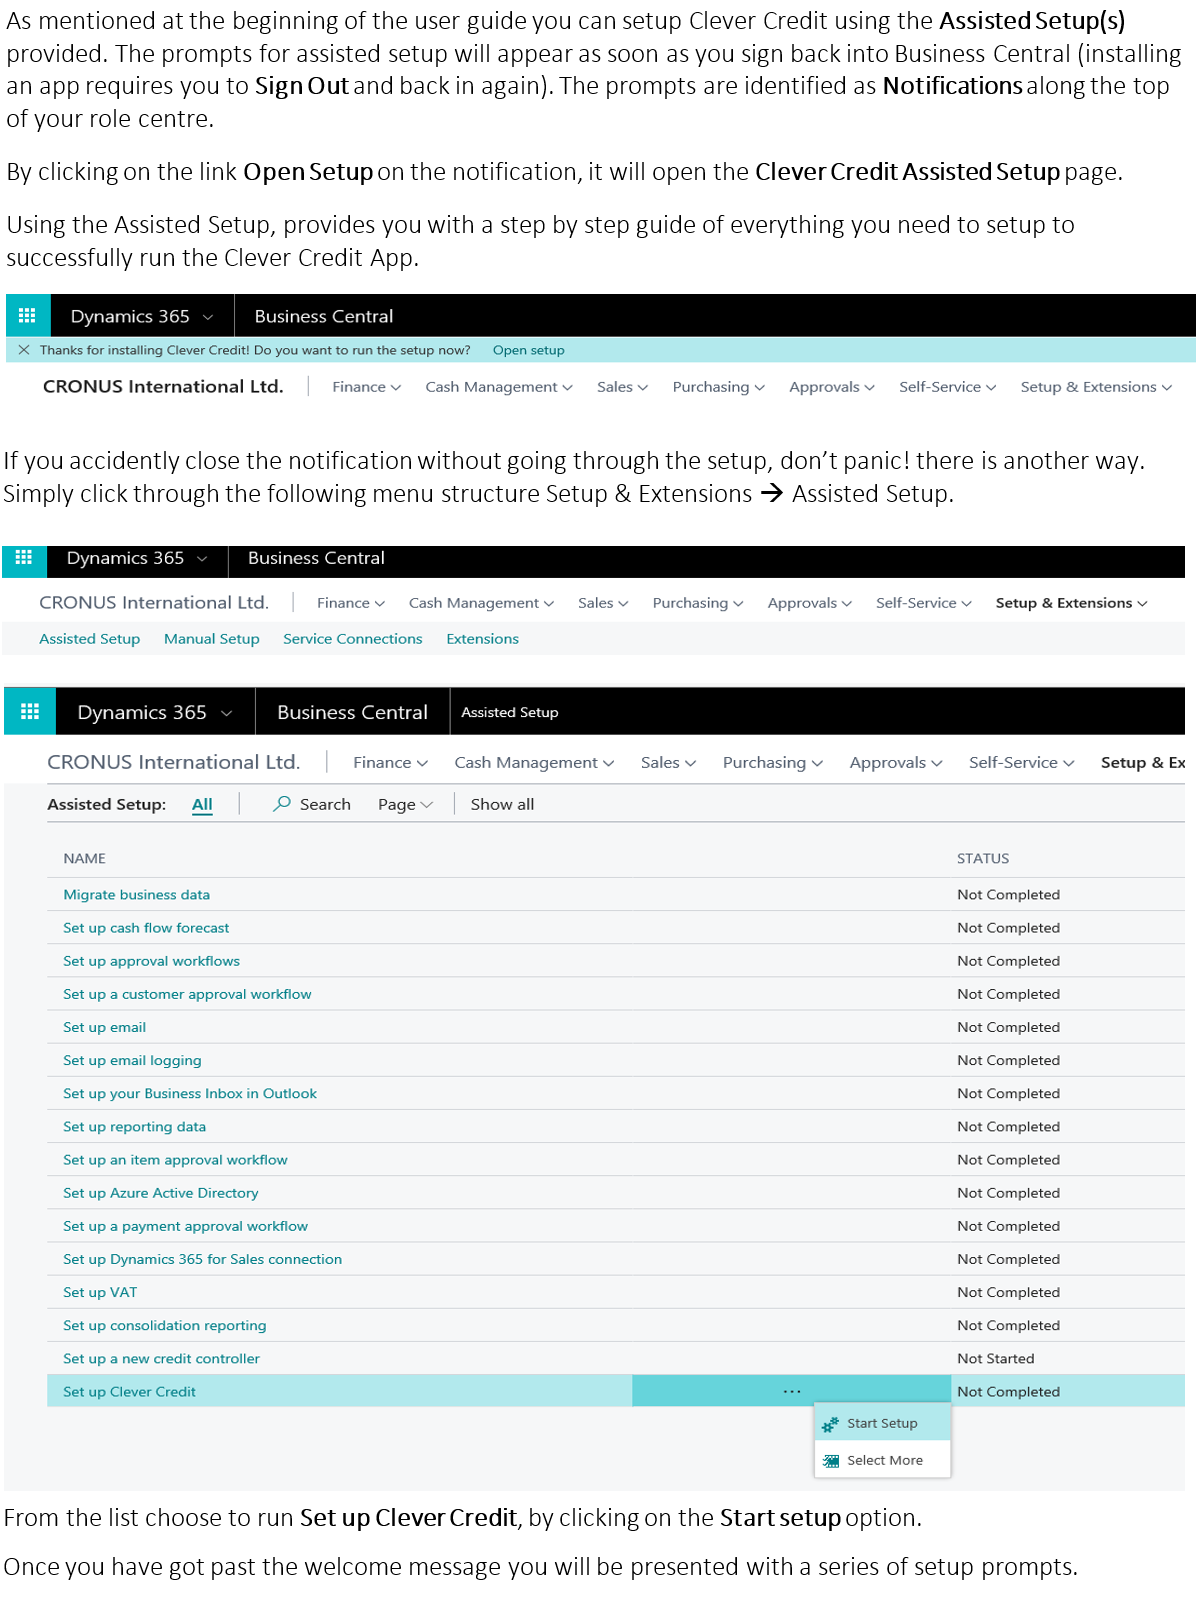 As mentioned at the beginning of the user guide you can setup Clever Credit using the Assisted Setup(s)
provided. The prompts for assisted setup will appear as soon as you sign back into Business Central (installing
an app requires you to Sign Out and back in again). The prompts are identified as Notifications along the top
of your role centre.
By clicking on the link Open Setup on the notification, it will open the Clever Credit Assisted Setup page.
Using the Assisted Setup, provides you with a step by step guide of everything you need to setup to
successfully run the Clever Credit App.
Dynamics 365 Business Central
Thanks for installing Clever Credit! Do you want to run the setup now? Open setup
CRONUS International Ltd. Finance Cash Management Sales Purchasing Approvals Self-Service Setup & Extensions
If you accidently close the notification without going through the setup, don’t panic! there is another way.
Simply click through the following menu structure Setup & Extensions → Assisted Setup.
Dynamics 365 Business Central
CRONUS International Ltd. Finance Cash Management Sales Purchasing Approvals Self-Service Setup & Extensions
Assisted Setup Manual Setup Service Connections Extensions
Dynamics 365 Business Central Assisted Setup
CRONUS International Ltd. Finance Cash Management Sales Purchasing Approvals Self-Service Setup & Ex
Assisted Setup: All Search Page Show all
NAME STATUS
Migrate business data Not Completed
Set up cash flow forecast Not Completed
Set up approval workflows Not Completed
Set up a customer approval workflow Not Completed
Set up email Not Completed
Set up email logging Not Completed
Set up your Business Inbox in Outlook Not Completed
Set up reporting data Not Completed
Set up an item approval workflow Not Completed
Set up Azure Active Directory Not Completed
Set up a payment approval workflow Not Completed
Set up Dynamics 365 for Sales connection Not Completed
Set up VAT Not Completed
Set up consolidation reporting Not Completed
Set up a new credit controller Not Started
Set up Clever Credit ... Not Completed
Start Setup
Select More
From the list choose to run Set up Clever Credit, by clicking on the Start setup option.
Once you have got past the welcome message you will be presented with a series of setup prompts.